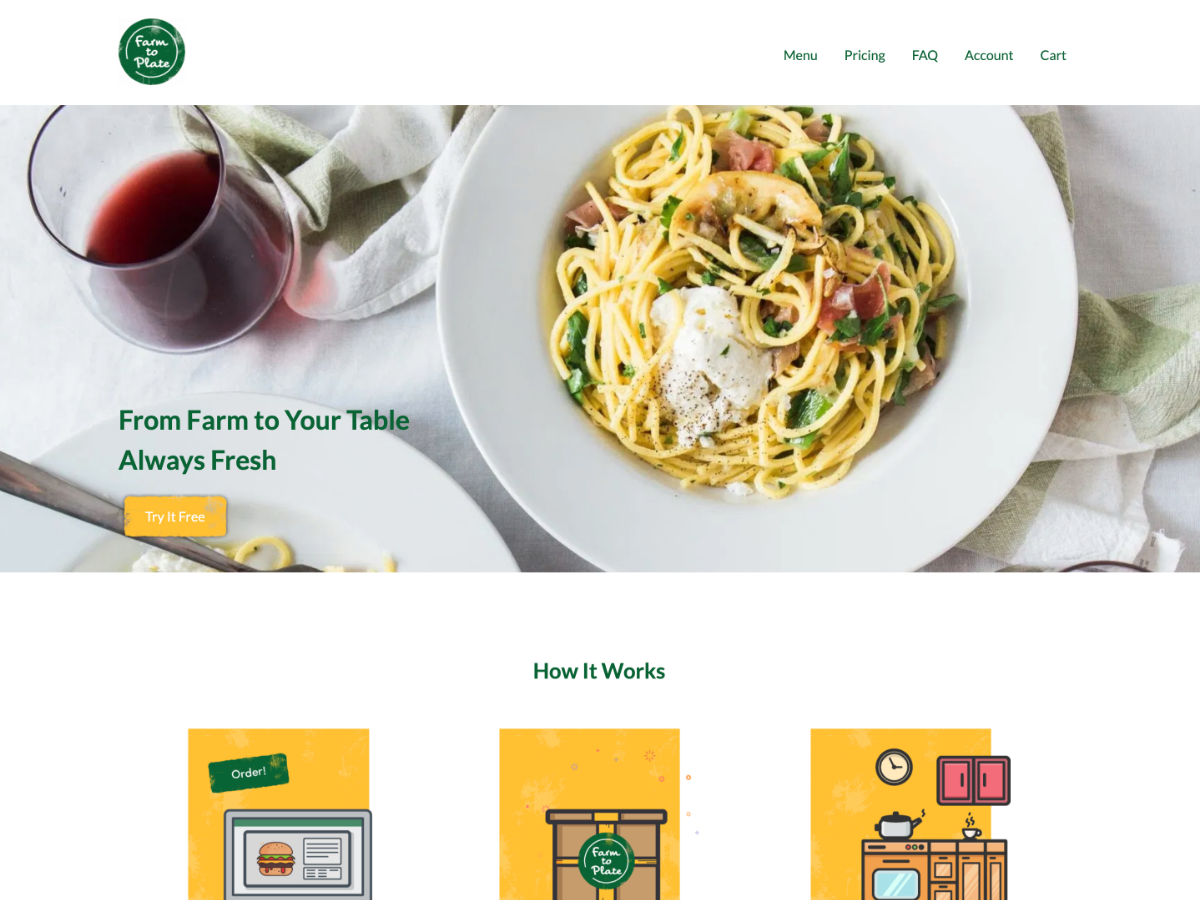 Farm
to
Plate
Menu
Pricing
FAQ
Account
Cart
From Farm to Your Table
Always Fresh
Try It Free
How It Works
Order!
Farm
to
Plate